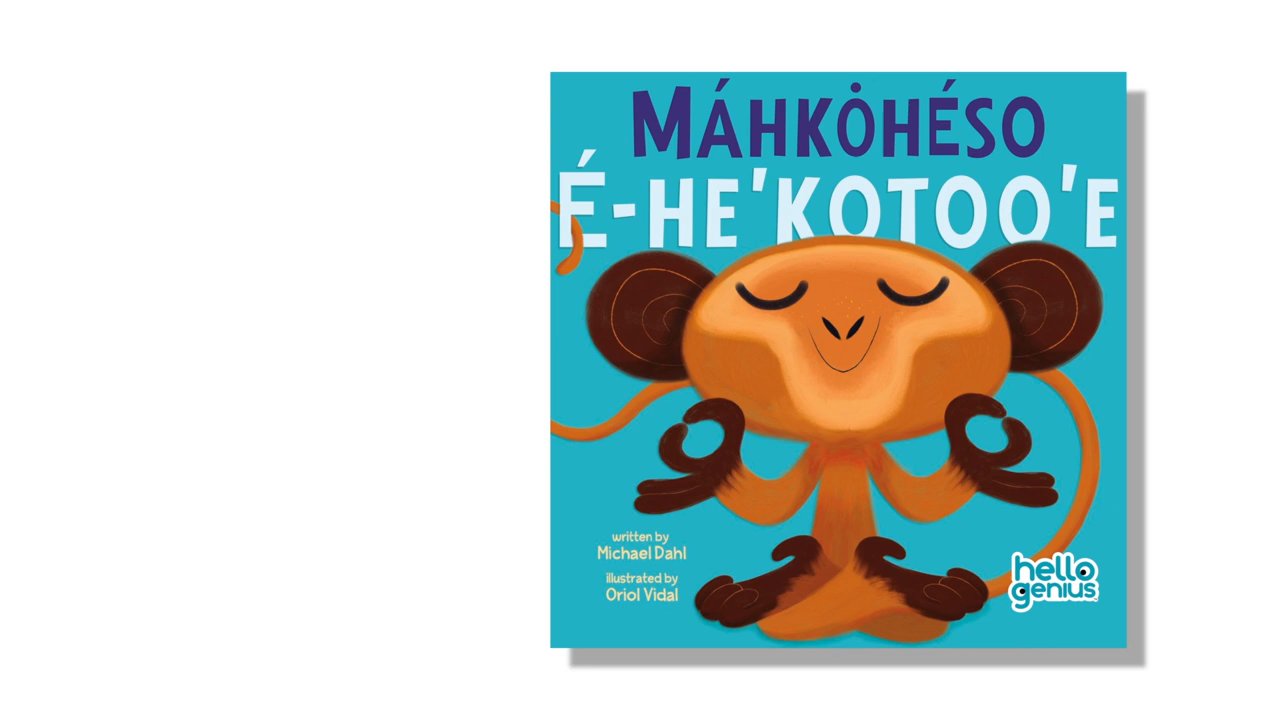 MÁHKȮHÉSO
É-HE'KOTOO'E
written by
Michael Dahl
illustrated by
Oriol Vidal
hello
genius